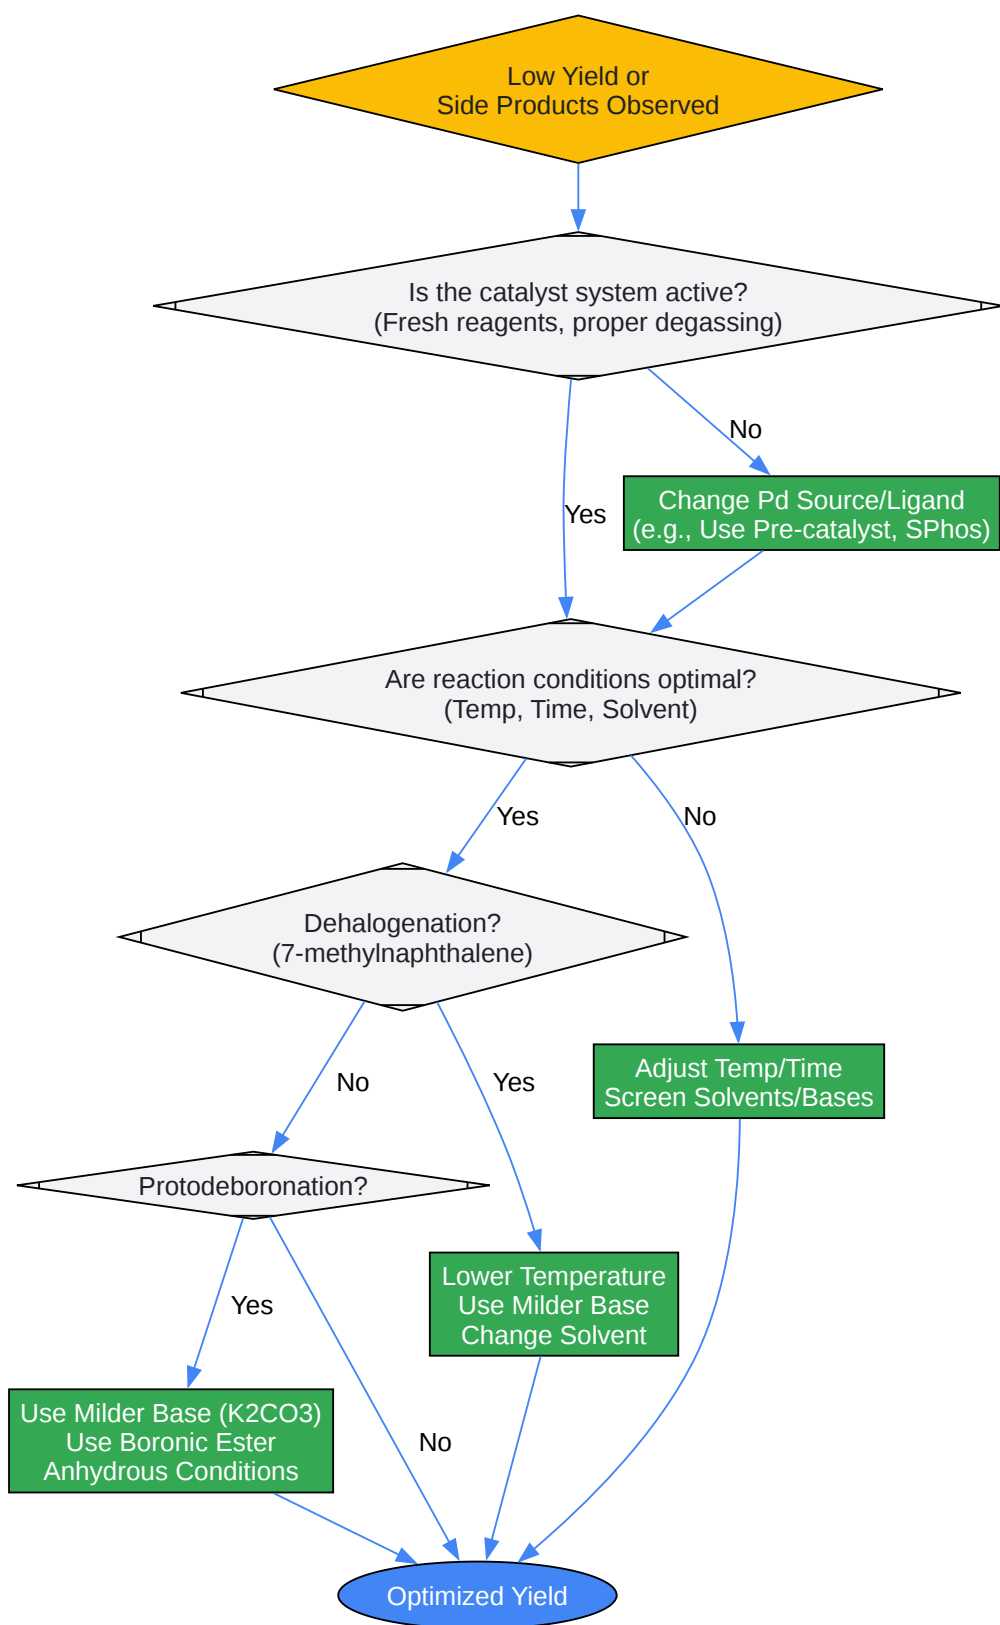 Low Yield or
Side Products Observed
Is the catalyst system active?
(Fresh reagents, proper degassing)
No
Change Pd Source/Ligand
(e.g., Use Pre-catalyst, SPhos)
Yes
Are reaction conditions optimal?
(Temp, Time, Solvent)
Yes
No
Dehalogenation?
(7-methylnaphthalene)
No
Yes
Adjust Temp/Time
Screen Solvents/Bases
Protodeboronation?
Lower Temperature
Use Milder Base
Change Solvent
Yes
No
Use Milder Base (K2CO3)
Use Boronic Ester
Anhydrous Conditions
Optimized Yield